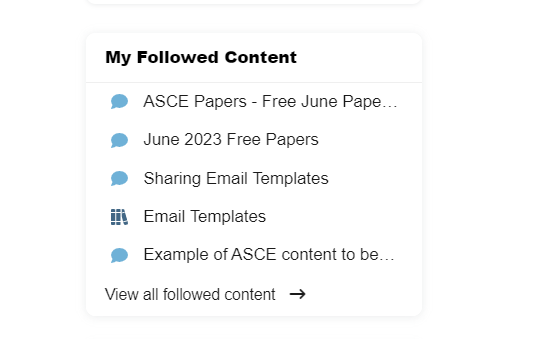 My Followed Content
ASCE Papers - Free June Pape…
June 2023 Free Papers
Sharing Email Templates
Email Templates
Example of ASCE content to be…
View all followed content →